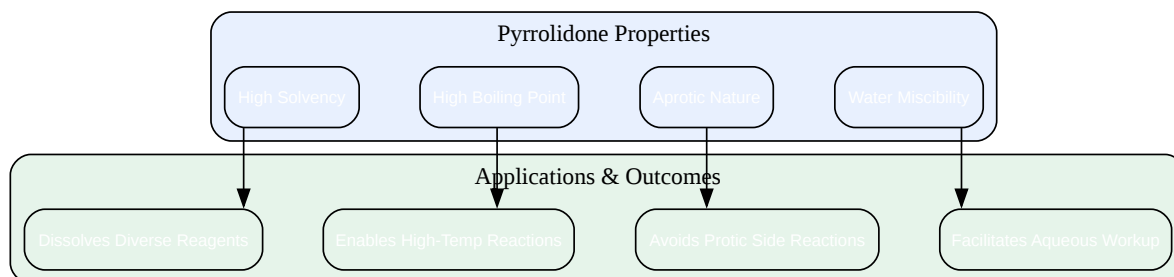 Pyrrolidone Properties
High Solvency
High Boiling Point
Aprotic Nature
Water Miscibility
Applications & Outcomes
Dissolves Diverse Reagents
Enables High-Temp Reactions
Avoids Protic Side Reactions
Facilitates Aqueous Workup